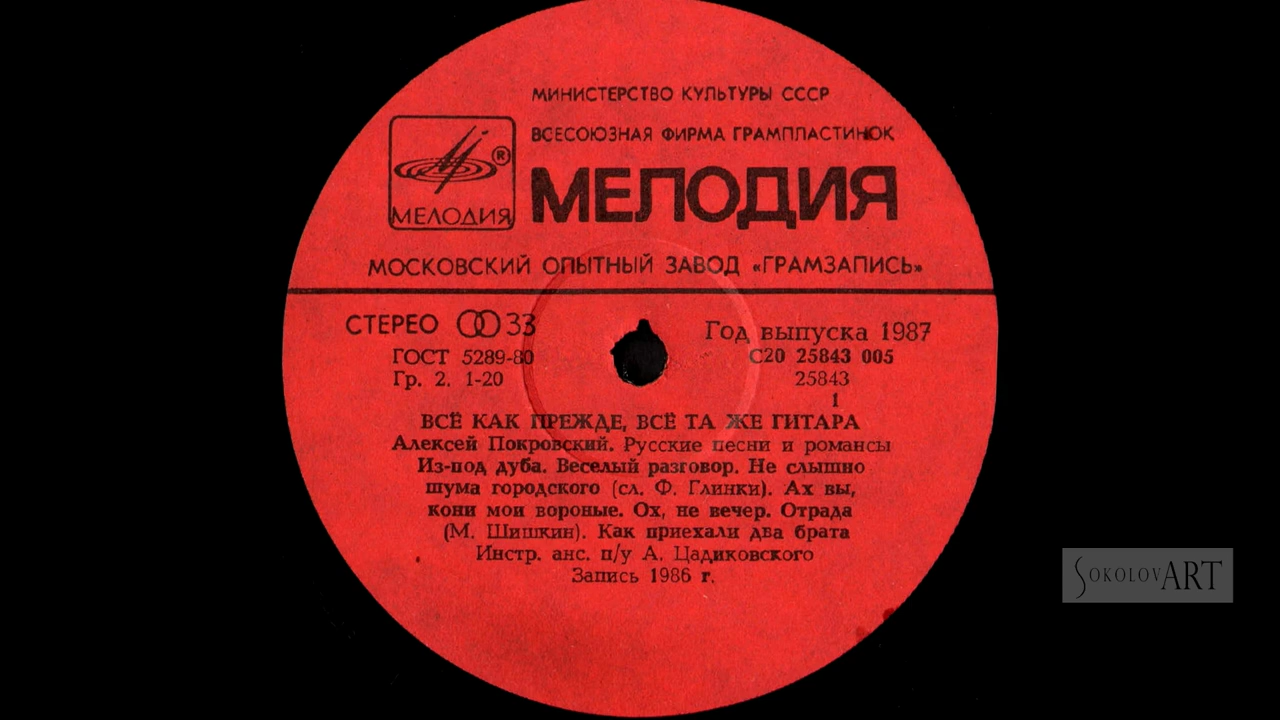 МИНИСТЕРСТВО КУЛЬТУРЫ СССР
ВСЕСОЮЗНАЯ ФИРМА ГРАМПЛАСТИНОК
МЕЛОДИЯ ®
МЕЛОДИЯ
МОСКОВСКИЙ ОПЫТНЫЙ ЗАВОД «ГРАМЗАПИСЬ»
СТЕРЕО 33
Год выпуска 1987
ГОСТ 5289-80
С20 25843 005
Гр. 2. 1-20
25843
1
ВСЁ КАК ПРЕЖДЕ, ВСЁ ТА ЖЕ ГИТАРА
Алексей Покровский. Русские песни и романсы
Из-под дуба. Веселый разговор. Не слышно
шума городского (сл. Ф. Глинки). Ах вы,
кони мои вороные. Ох, не вечер. Отрада
(М. Шишкин). Как приехали два брата
Инстр. анс. п/у А. Цадиковского
Запись 1986 г.
SOKOLOVART